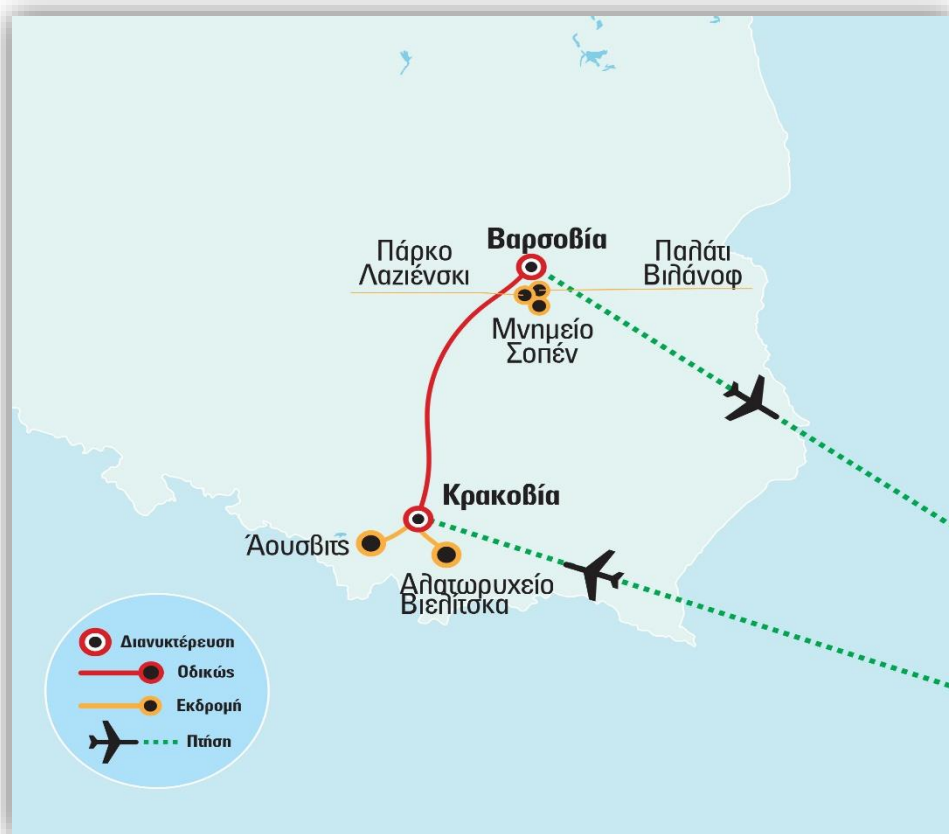 Βαρσοβία
Πάρκο
Λαζιένσκι
Παλάτι
Βιλάνοφ
Μνημείο
Σοπέν
Κρακοβία
Άουσβιτς
Αλατωρυχείο
Βιελίτσκα
Διανυκτέρευση
Οδικώς
Εκδρομή
Πτήση